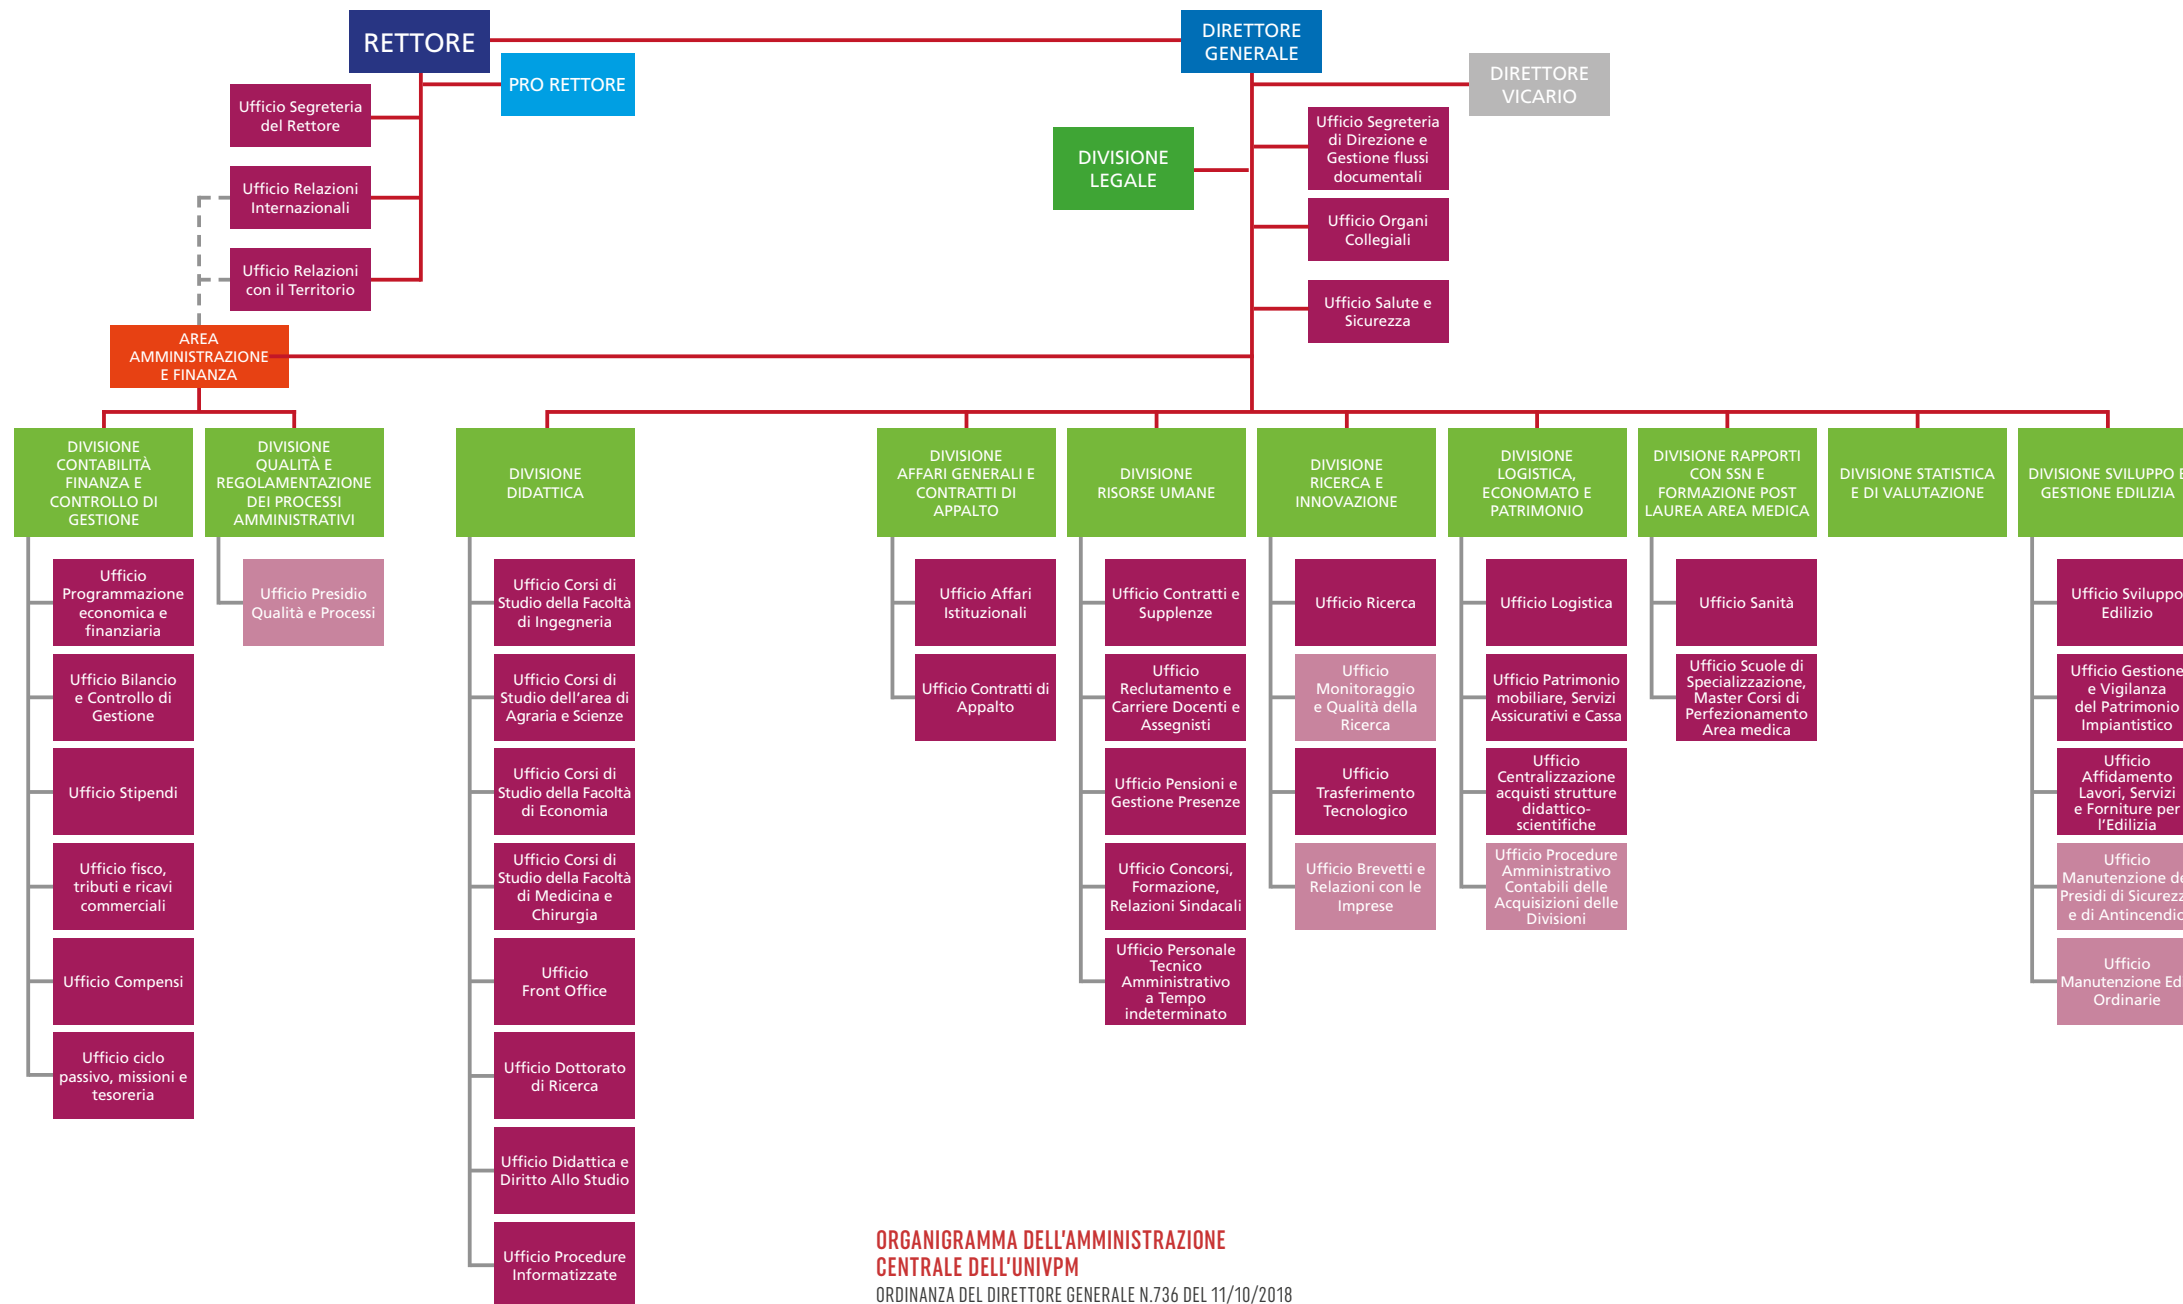 RETTORE
DIRETTORE
GENERALE
PRO RETTORE
DIRETTORE
VICARIO
Ufficio Segreteria
del Rettore
Ufficio Relazioni
Internazionali
Ufficio Relazioni
con il Territorio
DIVISIONE
LEGALE
Ufficio Segreteria
di Direzione e
Gestione flussi
documentali
Ufficio Organi
Collegiali
Ufficio Salute e
Sicurezza
AREA
AMMINISTRAZIONE
E FINANZA
DIVISIONE
CONTABILITÀ
FINANZA E
CONTROLLO DI
GESTIONE
Ufficio
Programmazione
economica e
finanziaria
Ufficio Bilancio
e Controllo di
Gestione
Ufficio Stipendi
Ufficio fisco,
tributi e ricavi
commerciali
Ufficio Compensi
Ufficio ciclo
passivo, missioni e
tesoreria
DIVISIONE
QUALITÀ E
REGOLAMENTAZIONE
DEI PROCESSI
AMMINISTRATIVI
Ufficio Presidio
Qualità e Processi
DIVISIONE
DIDATTICA
Ufficio Corsi di
Studio della Facoltà
di Ingegneria
Ufficio Corsi di
Studio dell'area di
Agraria e Scienze
Ufficio Corsi di
Studio della Facoltà
di Economia
Ufficio Corsi di
Studio della Facoltà
di Medicina e
Chirurgia
Ufficio
Front Office
Ufficio Dottorato
di Ricerca
Ufficio Didattica e
Diritto Allo Studio
Ufficio Procedure
Informatizzate
DIVISIONE
AFFARI GENERALI E
CONTRATTI DI
APPALTO
Ufficio Affari
Istituzionali
Ufficio Contratti di
Appalto
DIVISIONE
RISORSE UMANE
Ufficio Contratti e
Supplenze
Ufficio
Reclutamento e
Carriere Docenti e
Assegnisti
Ufficio Pensioni e
Gestione Presenze
Ufficio Concorsi,
Formazione,
Relazioni Sindacali
Ufficio Personale
Tecnico
Amministrativo
a Tempo
indeterminato
DIVISIONE
RICERCA E
INNOVAZIONE
Ufficio Ricerca
Ufficio
Monitoraggio
e Qualità della
Ricerca
Ufficio
Trasferimento
Tecnologico
Ufficio Brevetti e
Relazioni con le
Imprese
DIVISIONE
LOGISTICA,
ECONOMATO E
PATRIMONIO
Ufficio Logistica
Ufficio Patrimonio
mobiliare, Servizi
Assicurativi e Cassa
Ufficio
Centralizzazione
acquisti strutture
didattico-
scientifiche
Ufficio Procedure
Amministrativo
Contabili delle
Acquisizioni delle
Divisioni
DIVISIONE RAPPORTI
CON SSN E
FORMAZIONE POST
LAUREA AREA MEDICA
Ufficio Sanità
Ufficio Scuole di
Specializzazione,
Master Corsi di
Perfezionamento
Area medica
DIVISIONE STATISTICA
E DI VALUTAZIONE
DIVISIONE SVILUPPO E
GESTIONE EDILIZIA
Ufficio Sviluppo
Edilizio
Ufficio Gestione
e Vigilanza
del Patrimonio
Impiantistico
Ufficio
Affidamento
Lavori, Servizi
e Forniture per
l'Edilizia
Ufficio
Manutenzione
Presidi di
e di Antincendio
Ufficio
Manutenzione
Ordinarie
ORGANIGRAMMA DELL'AMMINISTRAZIONE
CENTRALE DELL'UNIVPM
ORDINANZA DEL DIRETTORE GENERALE N.736 DEL 11/10/2018